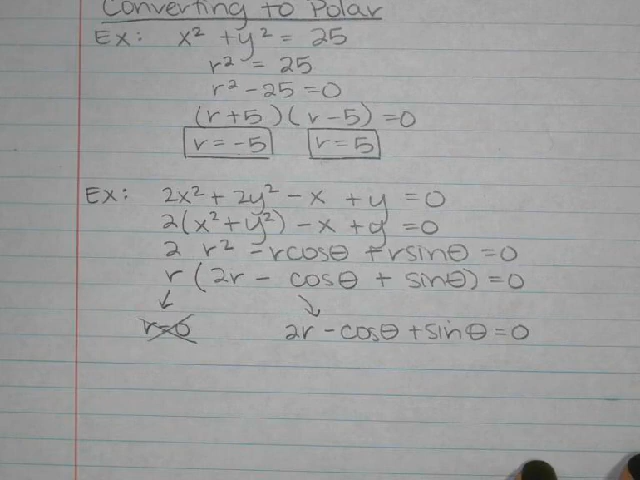 Converting to Polar
Ex: x² + y² = 25
r² = 25
r² - 25 = 0
(r + 5)(r - 5) = 0
r = -5 r = 5
Ex: 2x² + 2y² - x + y = 0
2(x² + y²) - x + y = 0
2 r² - rcosθ + rsinθ = 0
r (2r - cosθ + sinθ) = 0
r = 0 2r - cosθ + sinθ = 0